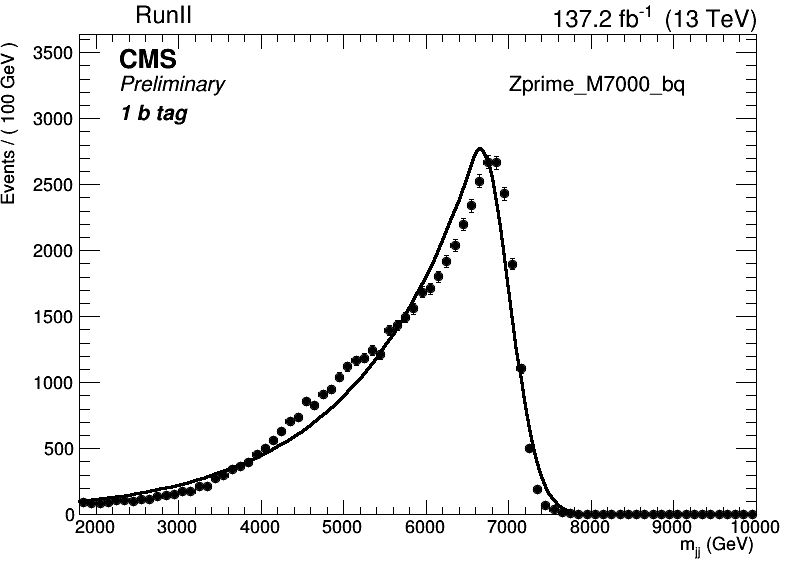 RunII
137.2 fb-1 (13 TeV)
CMS
Preliminary
1 b tag
Zprime_M7000_bq
Events / ( 100 GeV )
3500
3000
2500
2000
1500
1000
500
0
2000 3000 4000 5000 6000 7000 8000 9000 10000
mjj (GeV)